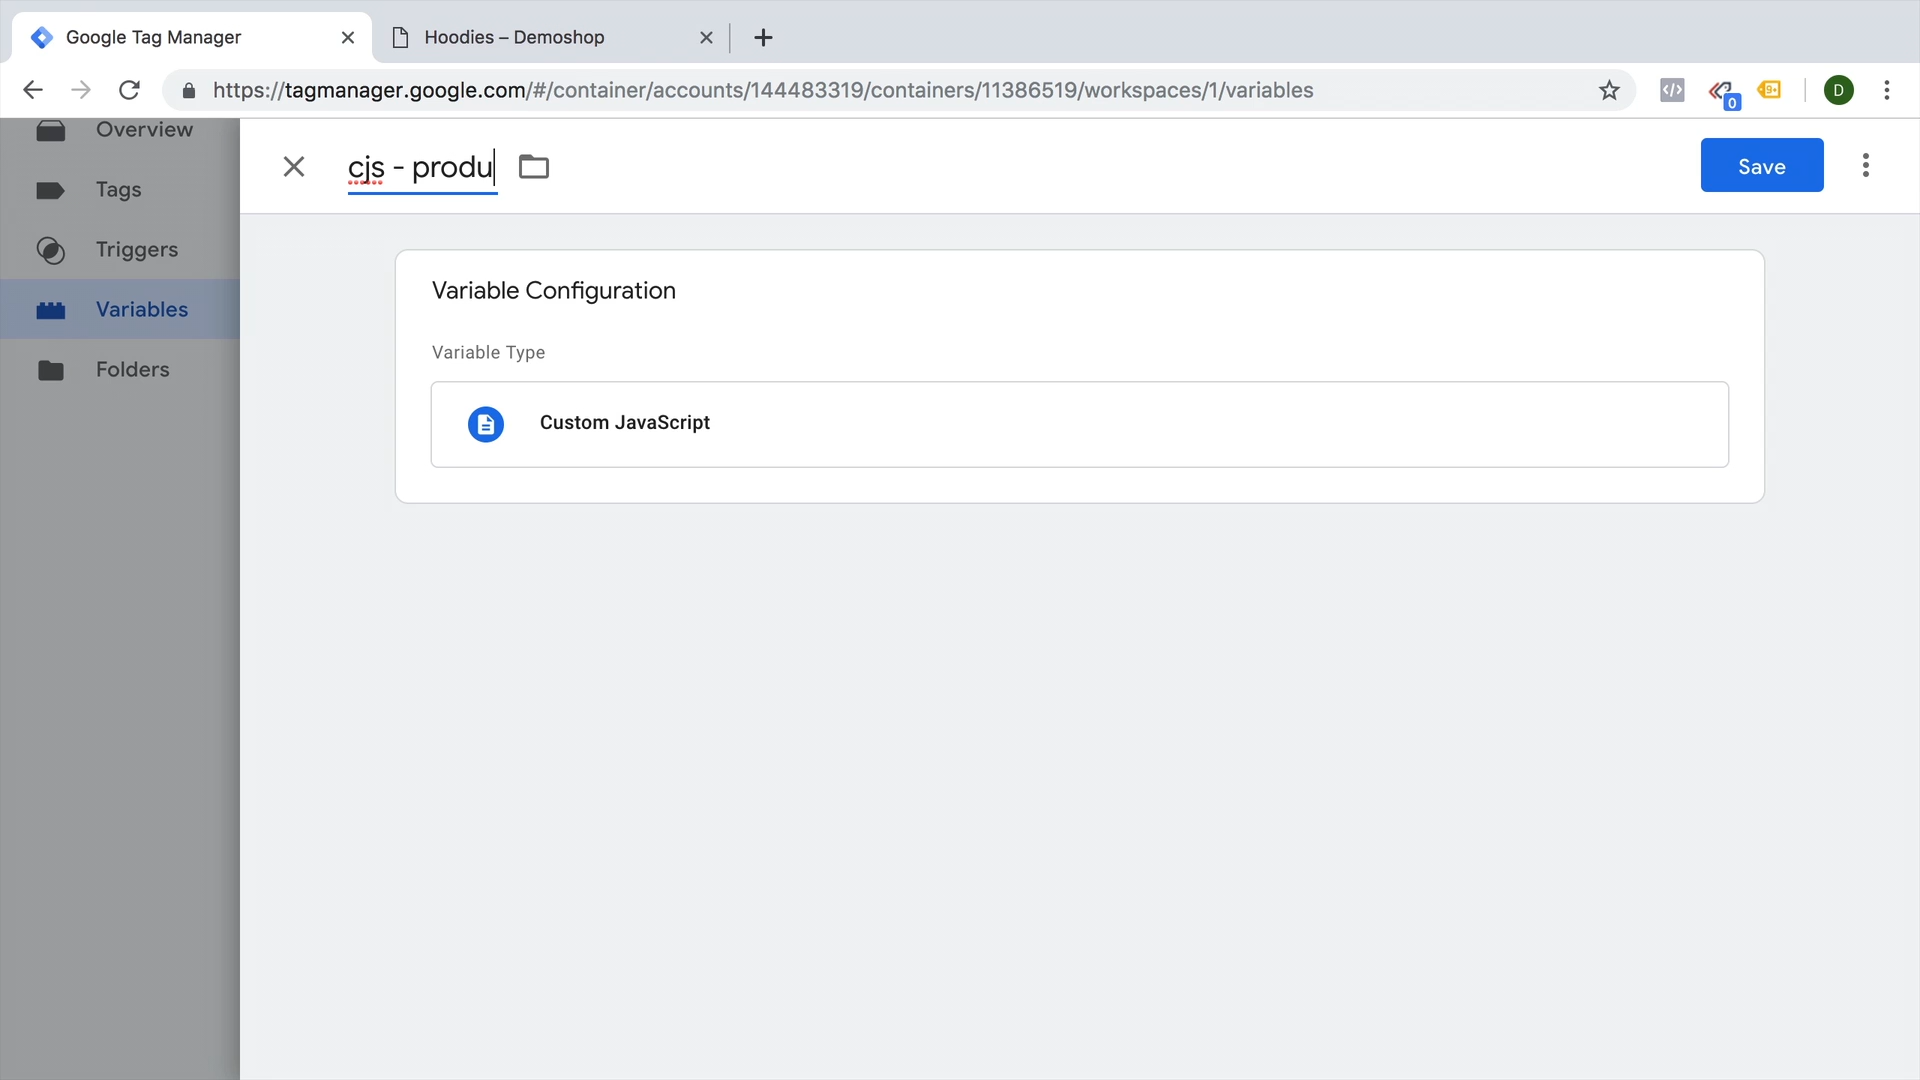 Google Tag Manager
Hoodies – Demoshop
https://tagmanager.google.com/#/container/accounts/144483319/containers/11386519/workspaces/1/variables
0
9+
D
Overview
cjs - produ
Save
Tags
Triggers
Variables
Folders
Variable Configuration
Variable Type
Custom JavaScript